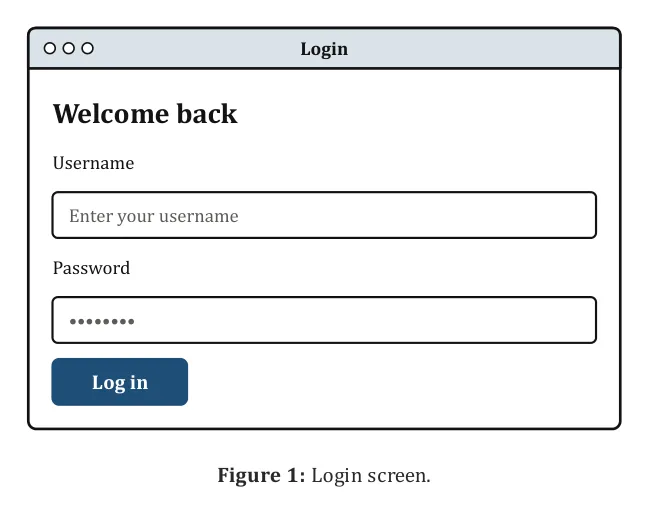 Login
Welcome back
Username
Enter your username
Password
••••••••
Log in
Figure 1: Login screen.